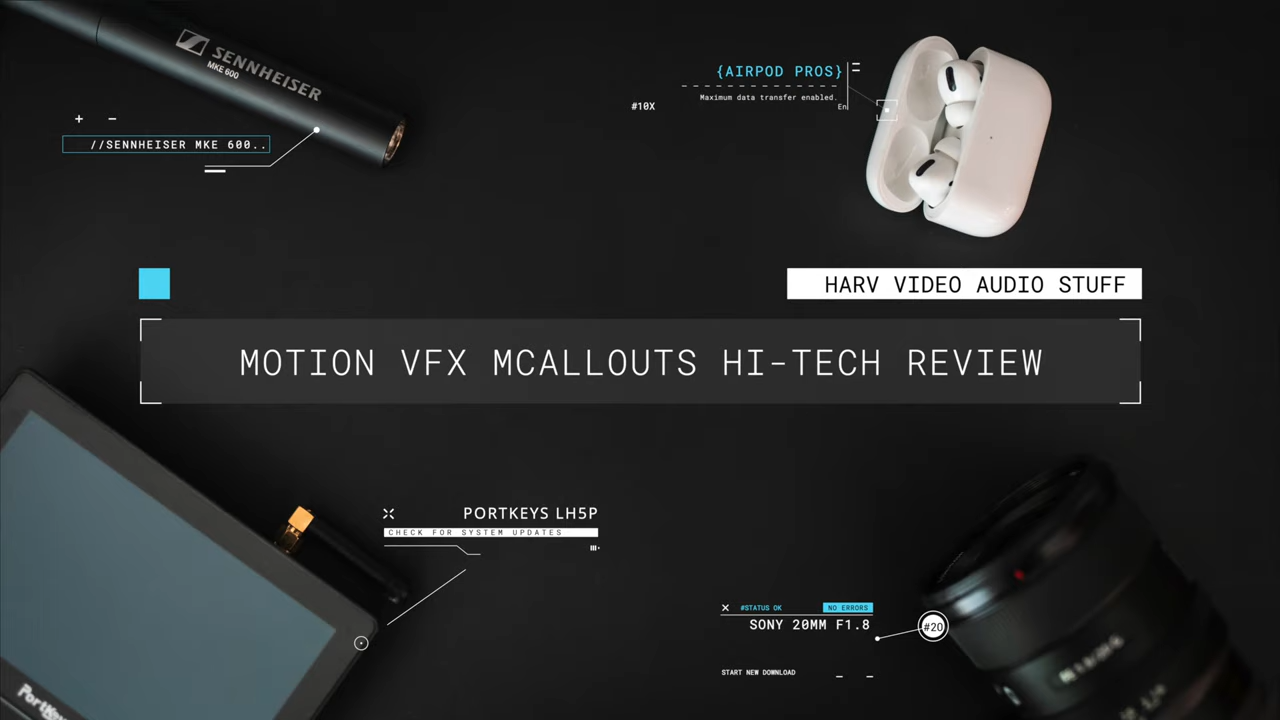 SENNHEISER
MKE 600
//SENNHEISER MKE 600..
{AIRPOD PROS}
Maximum data transfer enabled.
#10X
En
HARV VIDEO AUDIO STUFF
MOTION VFX MCALLOUTS HI-TECH REVIEW
PORTKEYS LH5P
CHECK FOR SYSTEM UPDATES
#STATUS OK
NO ERRORS
SONY 20MM F1.8
#20
START NEW DOWNLOAD